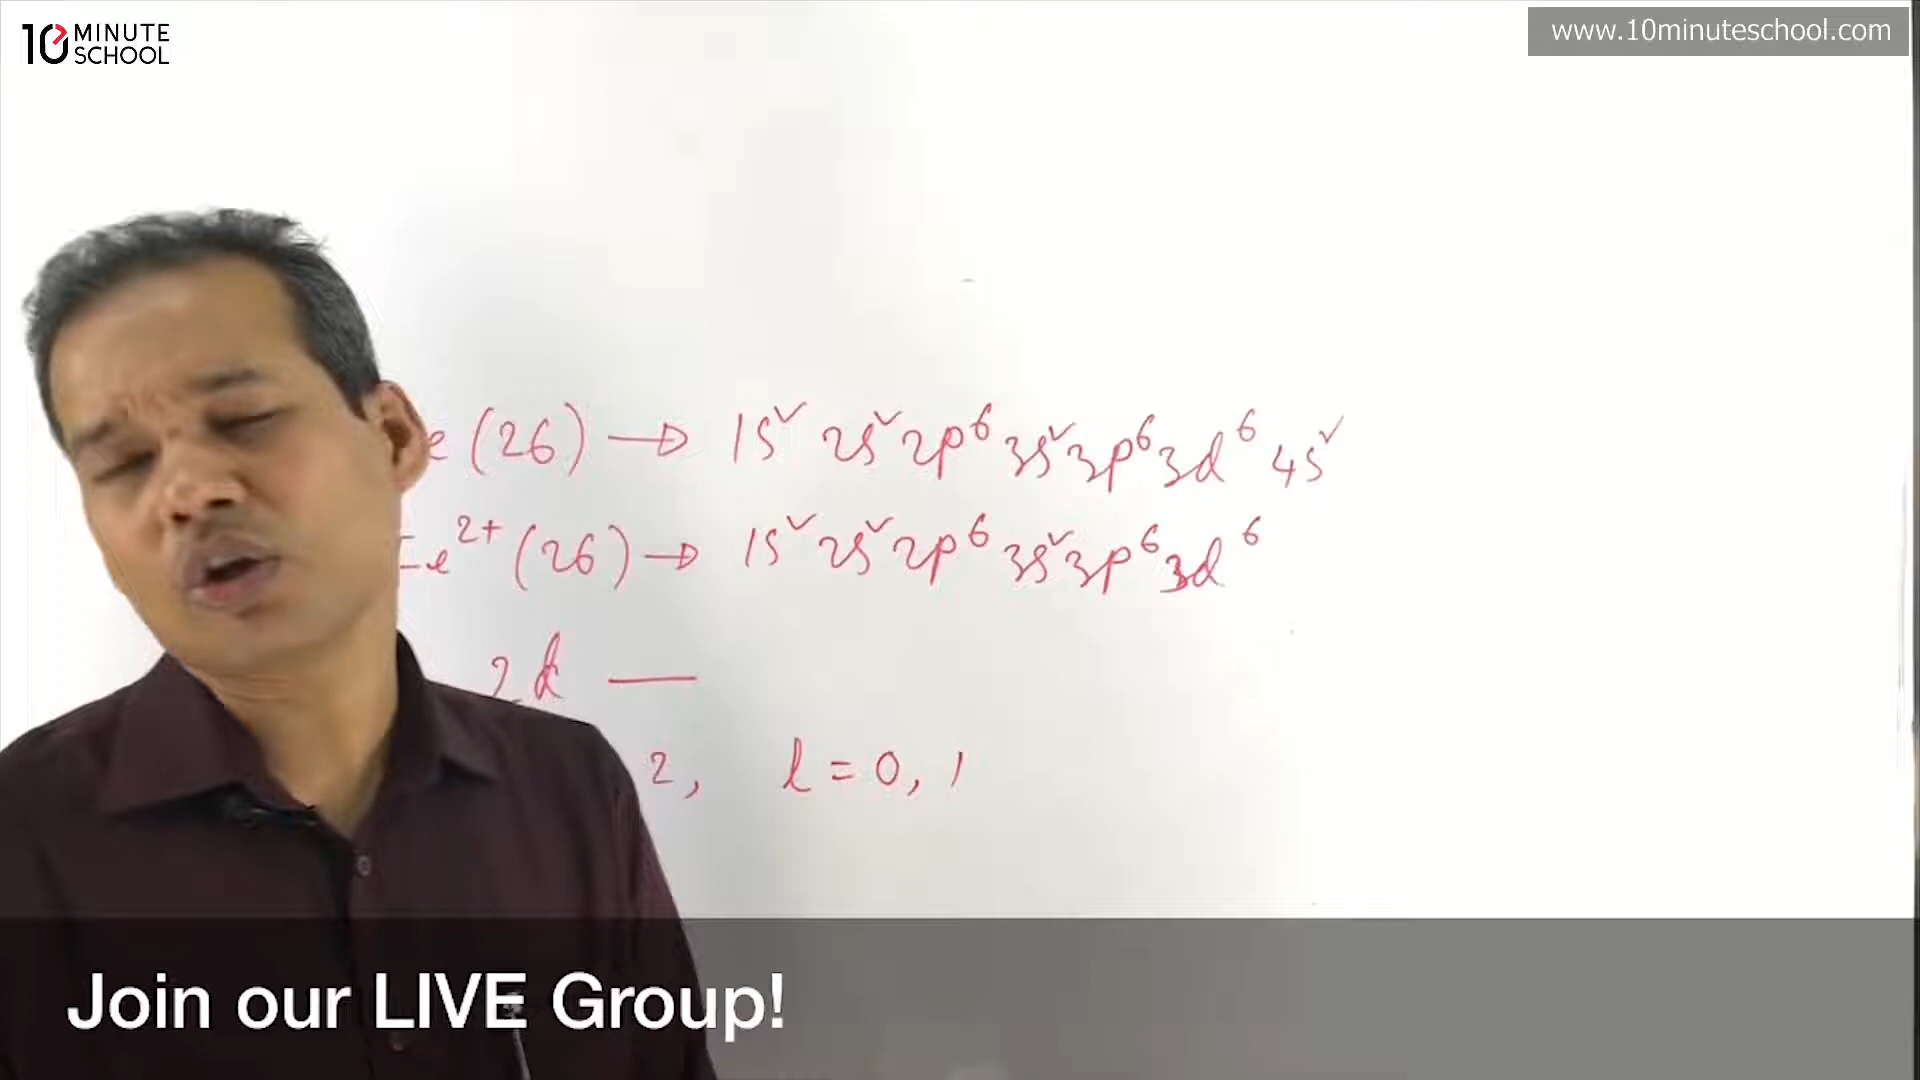 10 MINUTE SCHOOL
www.10minuteschool.com
e (26) → 1s² 2s² 2p⁶ 3s² 3p⁶ 3d⁶ 4s²
Fe²⁺ (26) → 1s² 2s² 2p⁶ 3s² 3p⁶ 3d⁶
2d —
2, l = 0, 1
Join our LIVE Group!